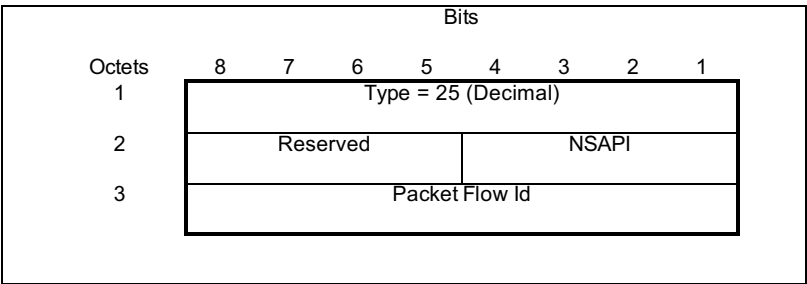 Bits
Octets 8 7 6 5 4 3 2 1
1 Type = 25 (Decimal)
2 Reserved NSAPI
3 Packet Flow Id